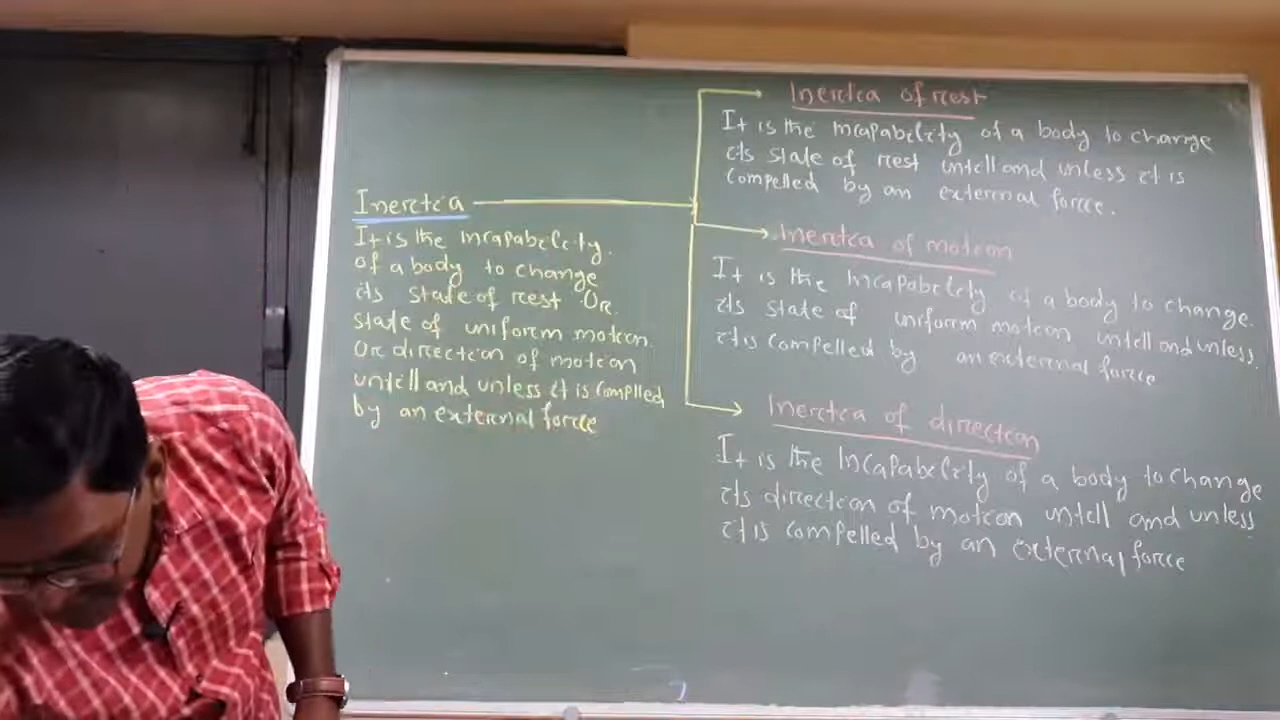 Inertia
It is the incapability
of a body to change
its state of rest Or
state of uniform motion
Or direction of motion
untill and unless it is complled
by an external force
Inertia of rest
It is the incapability of a body to change
its state of rest untill and unless it is
compelled by an external force.
Inertia of motion
It is the incapability of a body to change
its state of uniform motion untill and unless
it is compelled by an external force
Inertia of direction
It is the incapability of a body to change
its direction of motion untill and unless
it is compelled by an external force